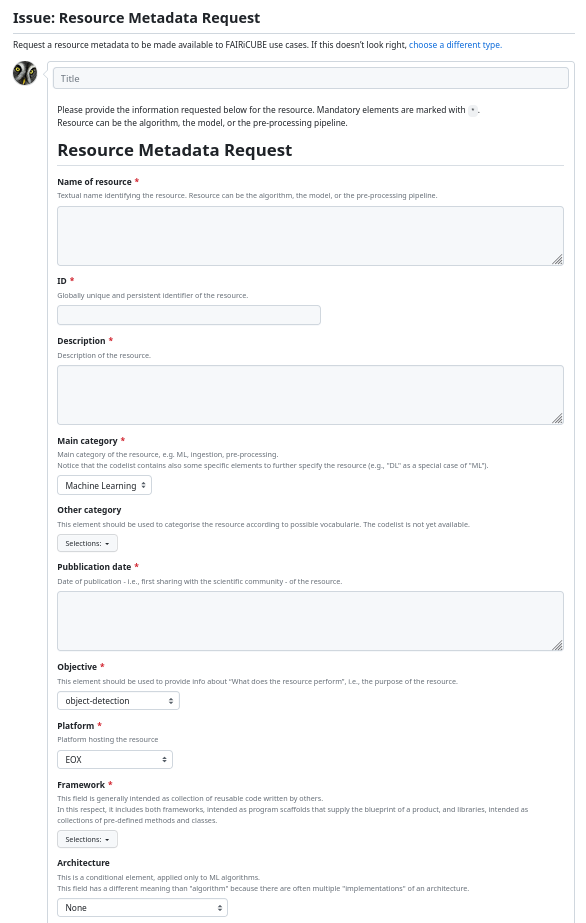 Issue: Resource Metadata Request
Request a resource metadata to be made available to FAIRiCUBE use cases. If this doesn't look right, choose a different type.
Title
Please provide the information requested below for the resource. Mandatory elements are marked with *.
Resource can be the algorithm, the model, or the pre-processing pipeline.
Resource Metadata Request
Name of resource *
Textual name identifying the resource. Resource can be the algorithm, the model, or the pre-processing pipeline.
ID *
Globally unique and persistent identifier of the resource.
Description *
Description of the resource.
Main category *
Main category of the resource, e.g. ML, ingestion, pre-processing.
Notice that the codelist contains also some specific elements to further specify the resource (e.g., "DL" as a special case of "ML").
Machine Learning
Other category
This element should be used to categorise the resource according to possible vocabularie. The codelist is not yet available.
Selections:
Pubblication date *
Date of publication - i.e., first sharing with the scientific community - of the resource.
Objective *
This element should be used to provide info about “What does the resource perform”, i.e., the purpose of the resource.
object-detection
Platform *
Platform hosting the resource
EOX
Framework *
This field is generally intended as collection of reusable code written by others.
In this respect, it includes both frameworks, intended as program scaffolds that supply the blueprint of a product, and libraries, intended as
collections of pre-defined methods and classes.
Selections:
Architecture
This is a conditional element, applied only to ML algorithms.
This field has a different meaning than "algorithm" because there are often multiple "implementations" of an architecture.
None